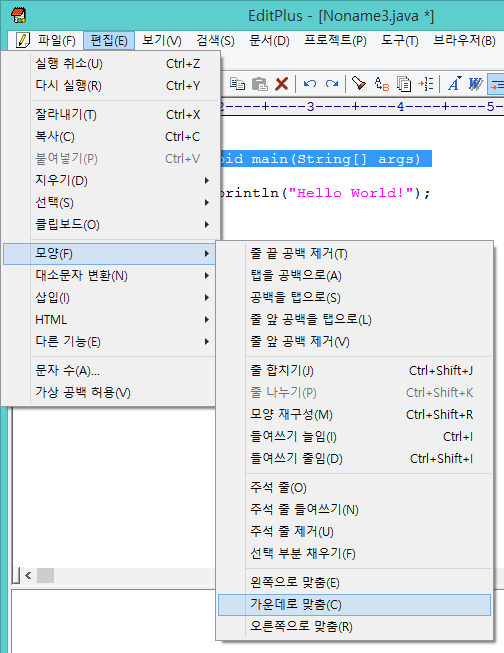 EditPlus - [Noname3.java *]
파일(F) 편집(E) 보기(V) 검색(S) 문서(D) 프로젝트(P) 도구(T) 브라우저(B)
실행 취소(U) Ctrl+Z
다시 실행(R) Ctrl+Y
잘라내기(T) Ctrl+X
복사(C) Ctrl+C
붙여넣기(P) Ctrl+V
지우기(D)
선택(S)
클립보드(O)
모양(F)
대소문자 변환(N)
삽입(I)
HTML
다른 기능(E)
문자 수(A)...
가상 공백 허용(V)
2----+----3----+----4----+----5-
oid main(String[] args)
println("Hello World!");
줄 끝 공백 제거(T)
탭을 공백으로(A)
공백을 탭으로(S)
줄 앞 공백을 탭으로(L)
줄 앞 공백 제거(V)
줄 합치기(J) Ctrl+Shift+J
줄 나누기(P) Ctrl+Shift+K
모양 재구성(M) Ctrl+Shift+R
들여쓰기 늘임(I) Ctrl+I
들여쓰기 줄임(D) Ctrl+Shift+I
주석 줄(O)
주석 줄 들여쓰기(N)
주석 줄 제거(U)
선택 부분 채우기(F)
왼쪽으로 맞춤(E)
가운데로 맞춤(C)
오른쪽으로 맞춤(R)